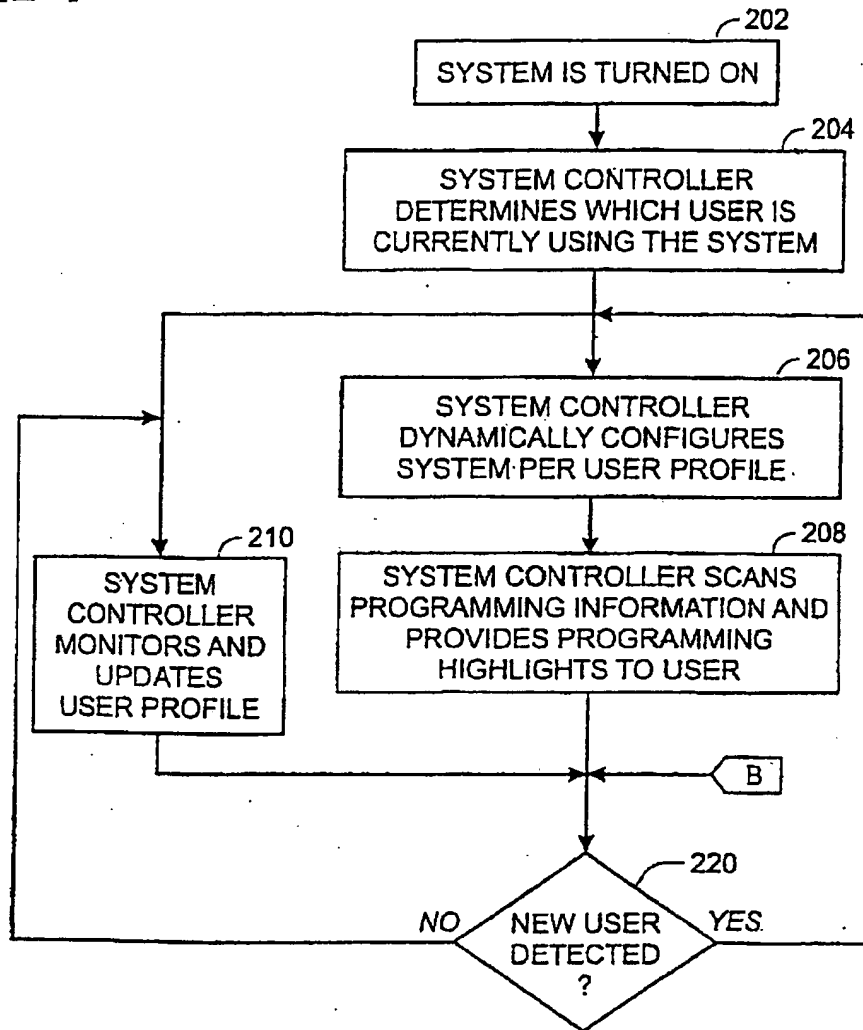 202
SYSTEM IS TURNED ON
204
SYSTEM CONTROLLER
DETERMINES WHICH USER IS
CURRENTLY USING THE SYSTEM
206
SYSTEM CONTROLLER
DYNAMICALLY CONFIGURES
SYSTEM PER USER PROFILE
210
SYSTEM
CONTROLLER
MONITORS AND
UPDATES
USER PROFILE
208
SYSTEM CONTROLLER SCANS
PROGRAMMING INFORMATION AND
PROVIDES PROGRAMMING
HIGHLIGHTS TO USER
B
220
NO
NEW USER
DETECTED
?
YES